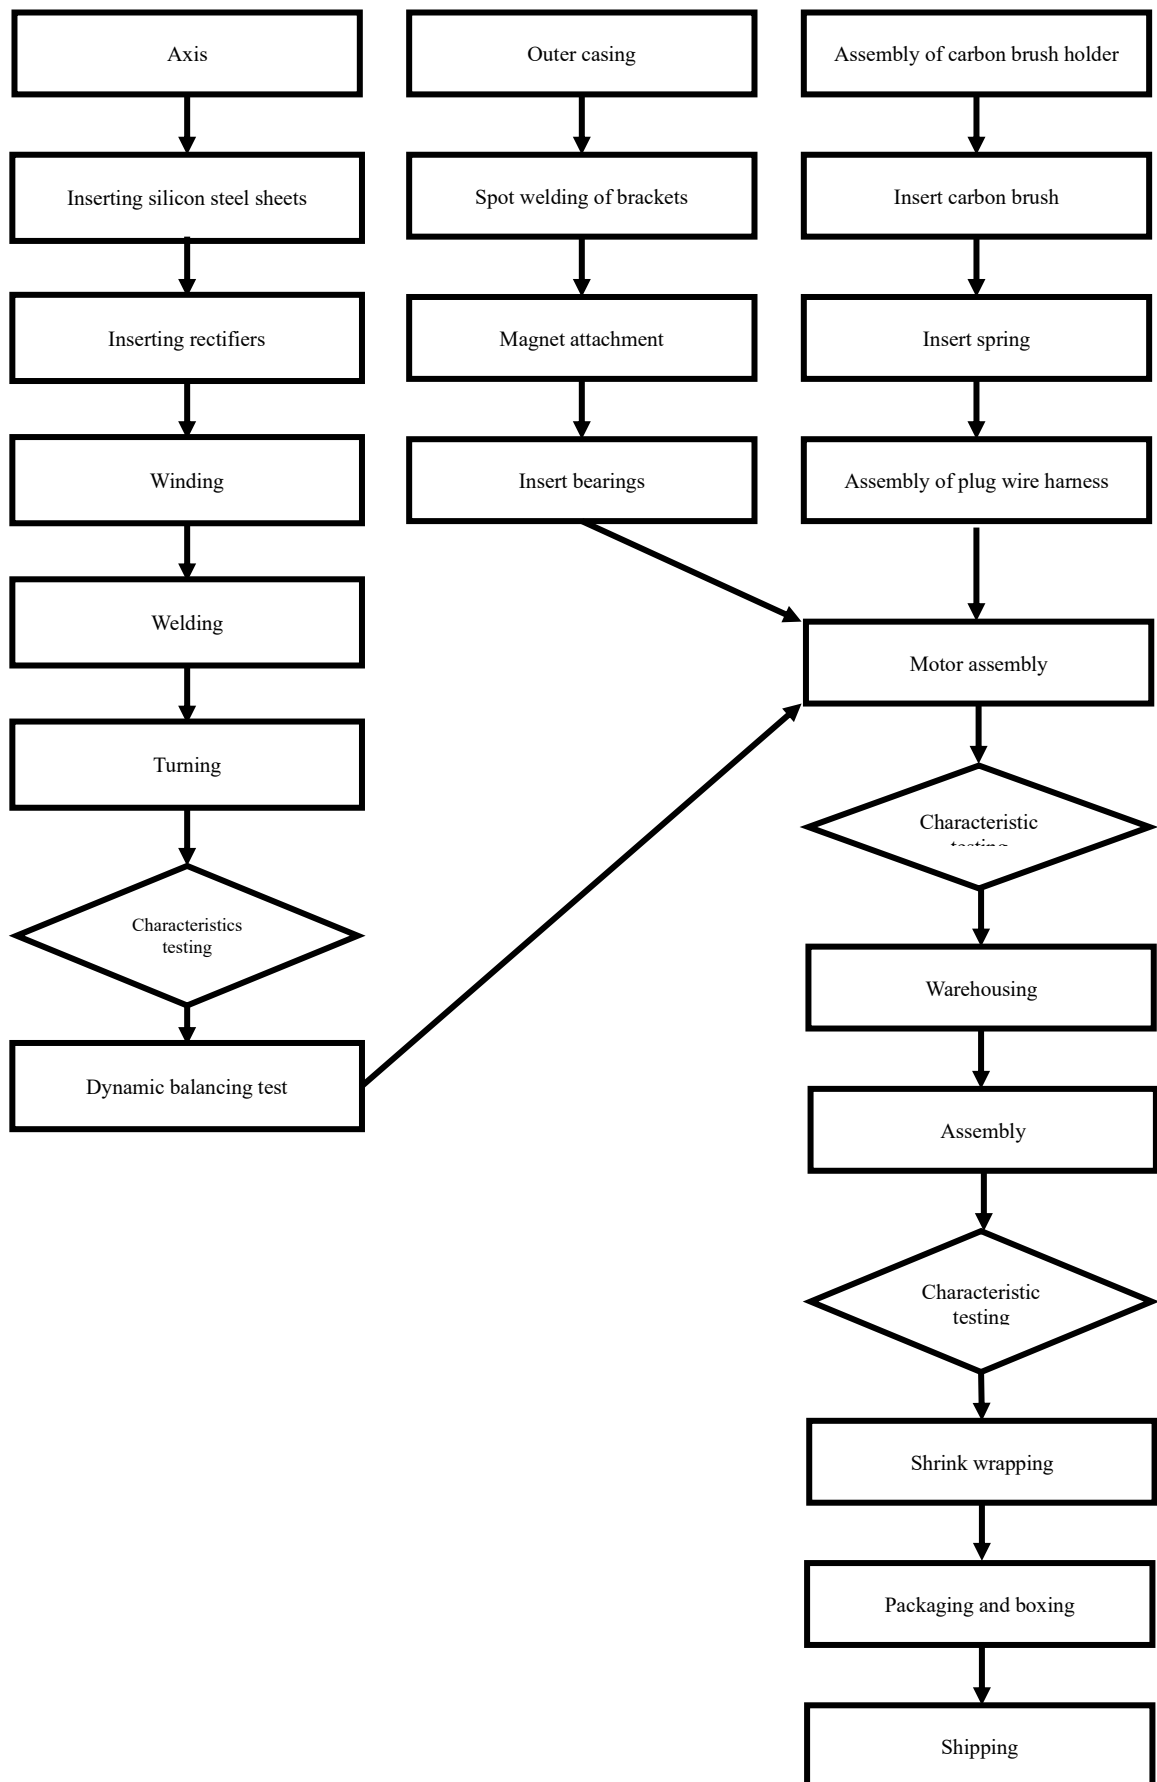 Axis
Inserting silicon steel sheets
Inserting rectifiers
Winding
Welding
Turning
Characteristics
testing
Dynamic balancing test
Outer casing
Spot welding of brackets
Magnet attachment
Insert bearings
Assembly of carbon brush holder
Insert carbon brush
Insert spring
Assembly of plug wire harness
Motor assembly
Characteristic
testing
Warehousing
Assembly
Characteristic
testing
Shrink wrapping
Packaging and boxing
Shipping